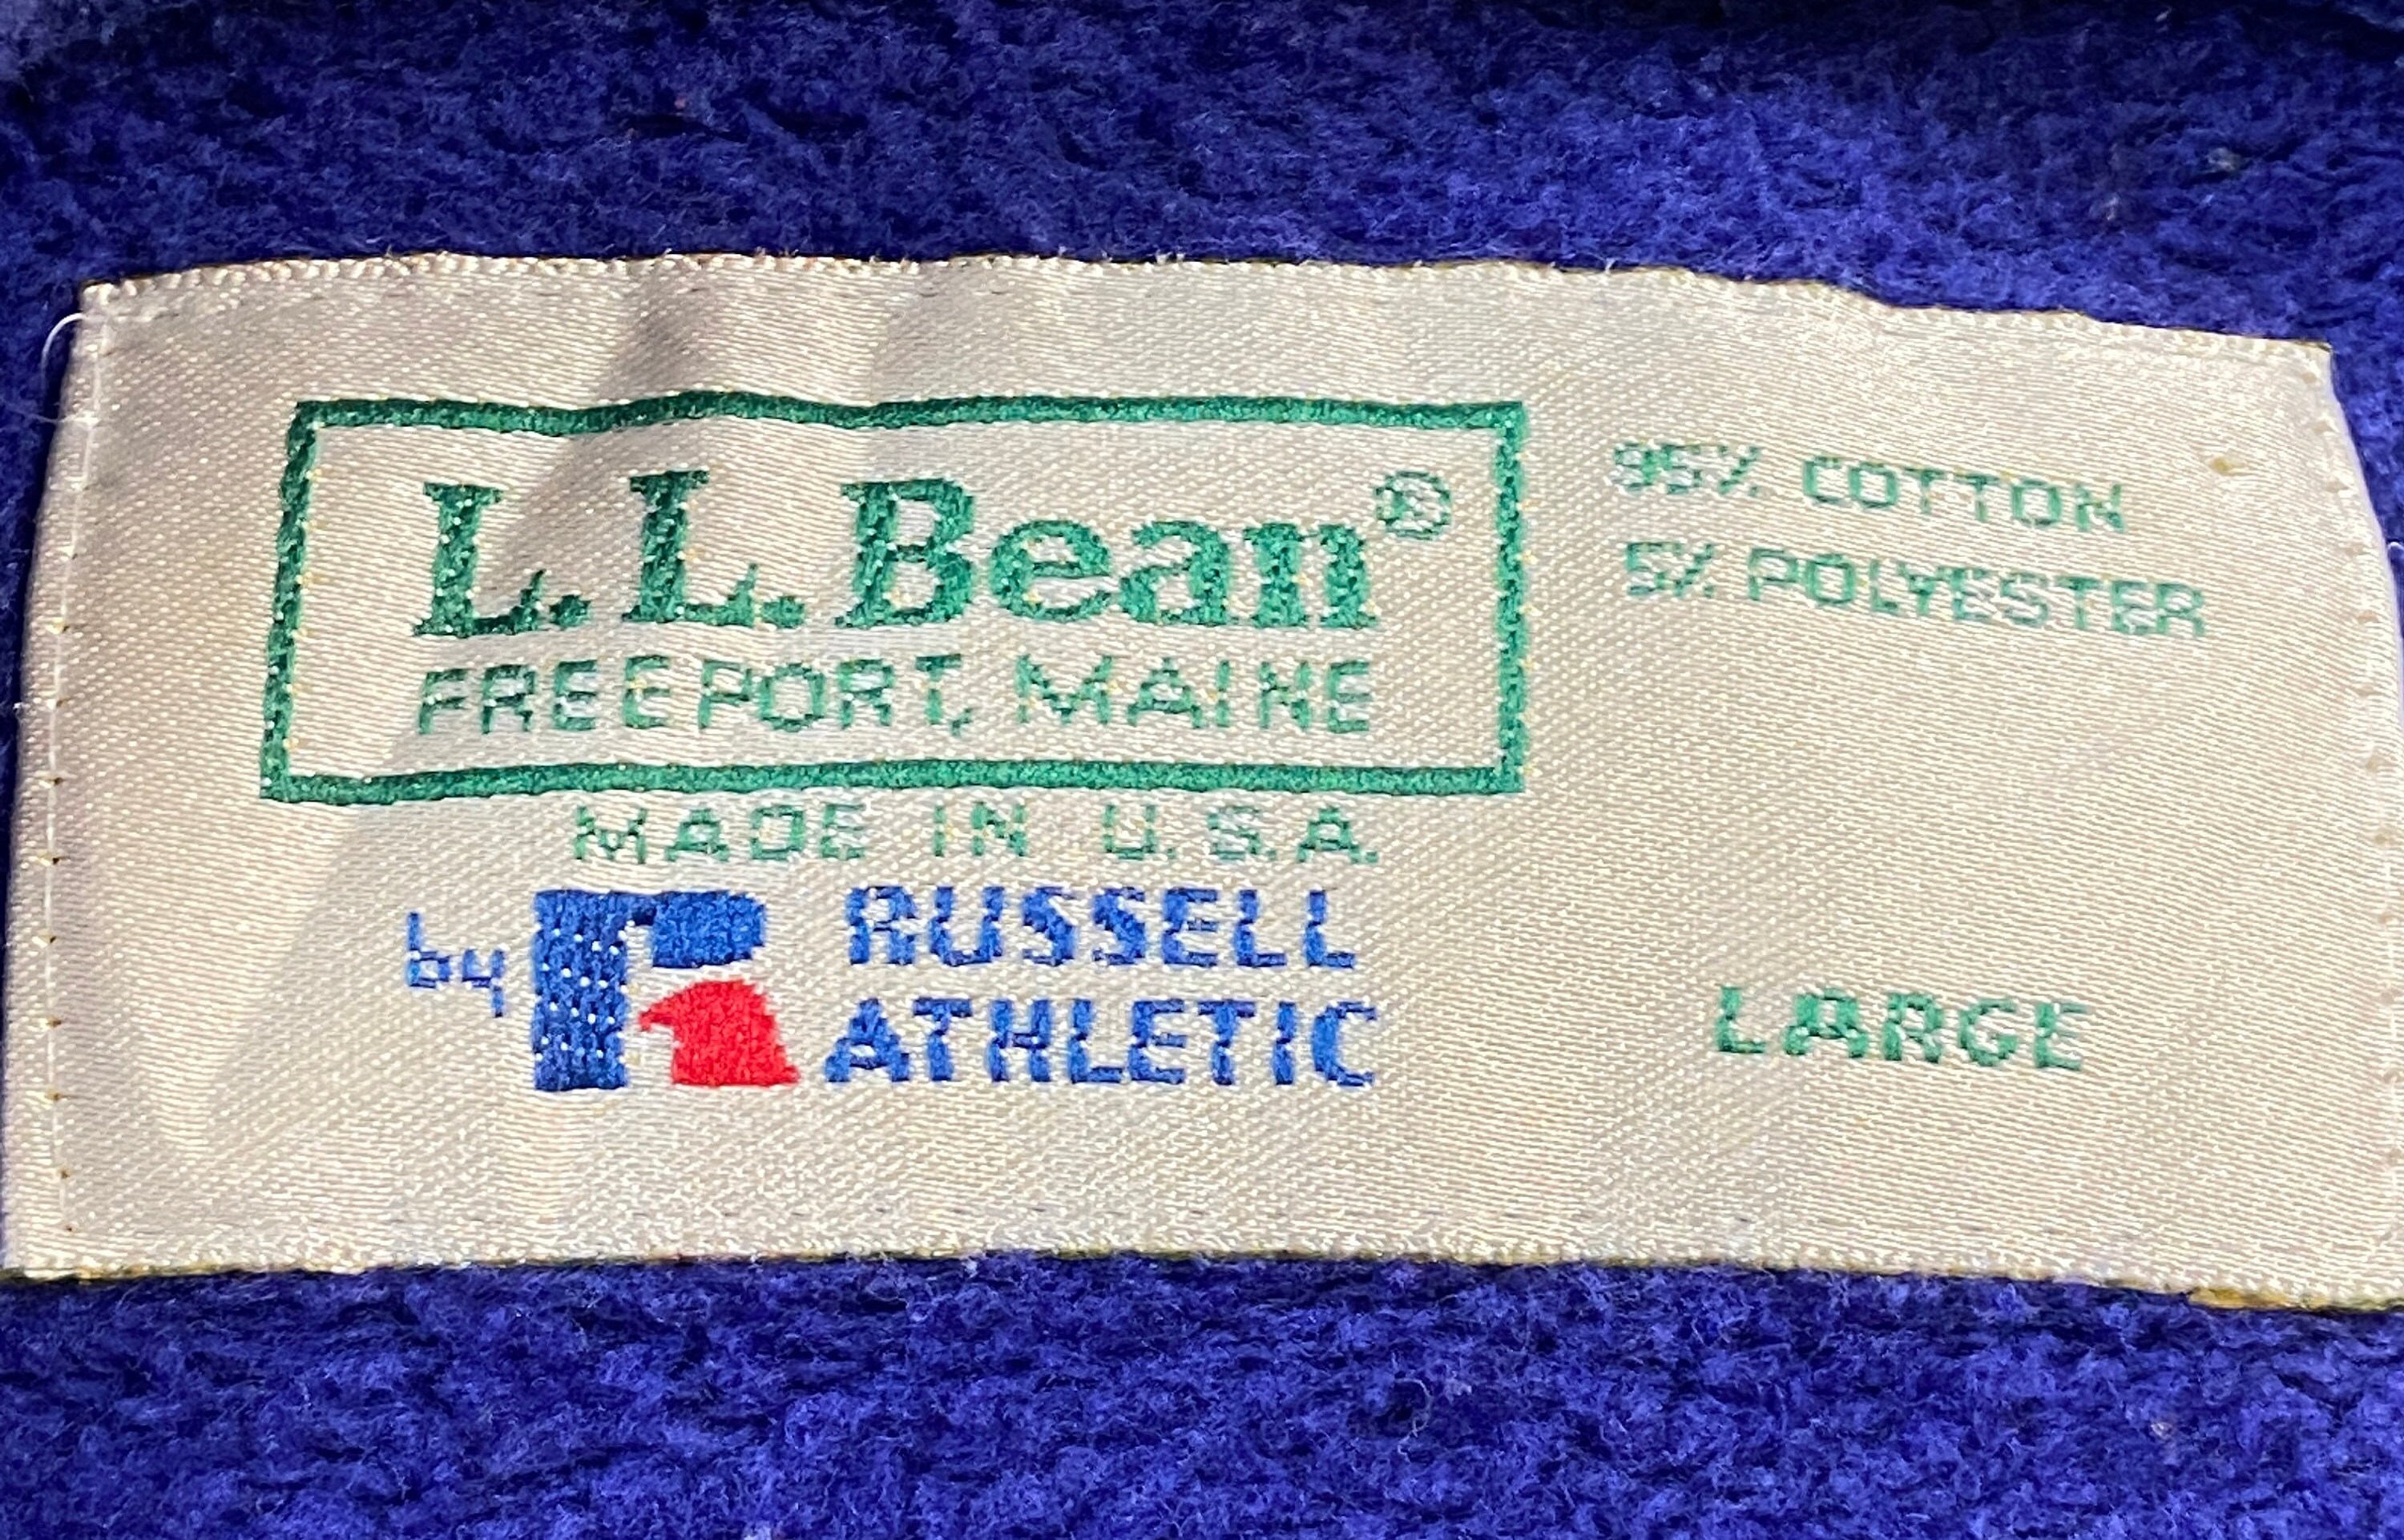 L.L.Bean®
FREEPORT, MAINE
MADE IN U.S.A.
by RUSSELL
ATHLETIC
95% COTTON
5% POLYESTER
LARGE